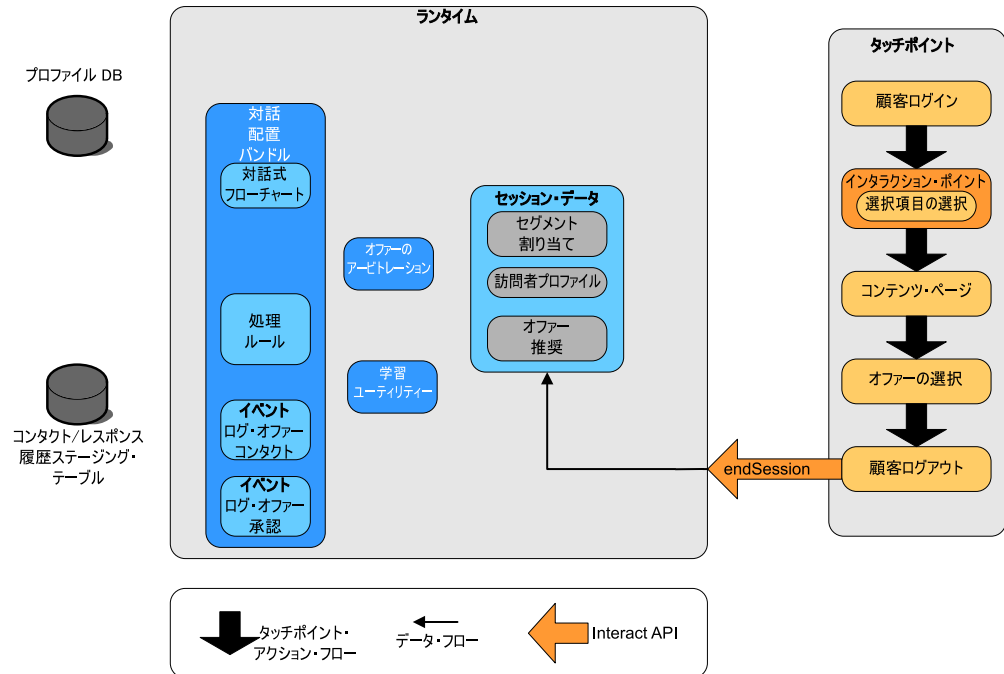 ランタイム
プロファイル DB
対話
配置
バンドル
対話式
フローチャート
処理
ルール
イベント
ログ・オファー
コンタクト
イベント
ログ・オファー
承認
オファーの
アービトレーション
学習
ユーティリティー
セッション・データ
セグメント
割り当て
訪問者プロファイル
オファー
推奨
コンタクト/レスポンス
履歴ステージング・
テーブル
タッチポイント
顧客ログイン
インタラクション・ポイント
選択項目の選択
コンテンツ・ページ
オファーの選択
顧客ログアウト
endSession
タッチポイント・
アクション・フロー
データ・フロー
Interact API